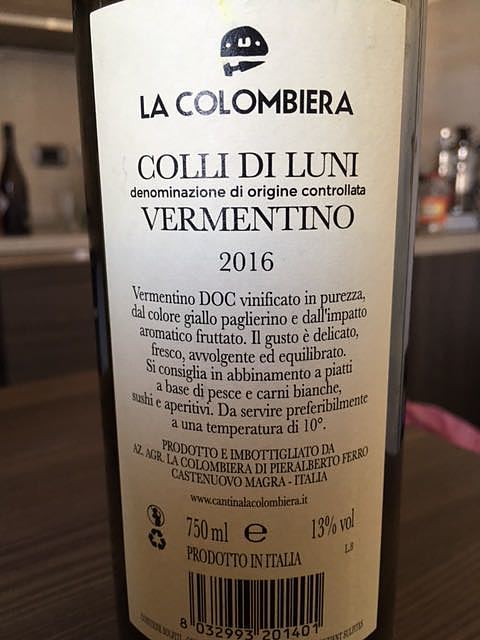 LA COLOMBIERA
COLLI DI LUNI
denominazione di origine controllata
VERMENTINO
2016
Vermentino DOC vinificato in purezza,
dal colore giallo paglierino e dall'impatto
aromatico fruttato. Il gusto è delicato,
fresco, avvolgente ed equilibrato.
Si consiglia in abbinamento a piatti
a base di pesce e carni bianche,
sushi e aperitivi. Da servire preferibilmente
a una temperatura di 10°.
PRODOTTO E IMBOTTIGLIATO DA
AZ. AGR. LA COLOMBIERA DI PIERALBERTO FERRO
CASTENUOVO MAGRA - ITALIA
www.cantinalacolombiera.it
750 ml e 13% vol
L.8
PRODOTTO IN ITALIA
8 032993 201401